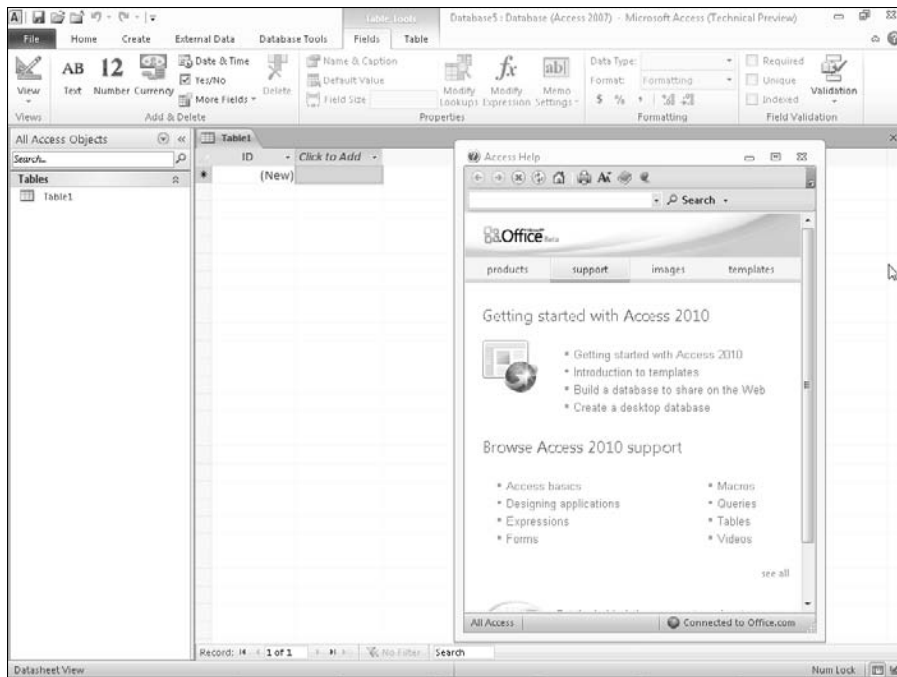 Table Tools
Database5 : Database (Access 2007) - Microsoft Access (Technical Preview)
File Home Create External Data Database Tools Fields Table
View
Views
AB Text
12 Number
Currency
Date & Time
Yes/No
More Fields
Delete
Add & Delete
Name & Caption
Default Value
Field Size
Modify Lookups
fx Modify Expression
ab Memo Settings
Properties
Data Type:
Format: Formatting
$ % ,
Formatting
Required
Unique
Indexed
Validation
Field Validation
All Access Objects
Search...
Tables
Table1
Table1
ID Click to Add
* (New)
Access Help
Search
Office Beta
products support images templates
Getting started with Access 2010
Getting started with Access 2010
Introduction to templates
Build a database to share on the Web
Create a desktop database
Browse Access 2010 support
Access basics
Designing applications
Expressions
Forms
Macros
Queries
Tables
Videos
see all
All Access
Connected to Office.com
Record: 1 of 1 No Filter Search
Datasheet View
Num Lock